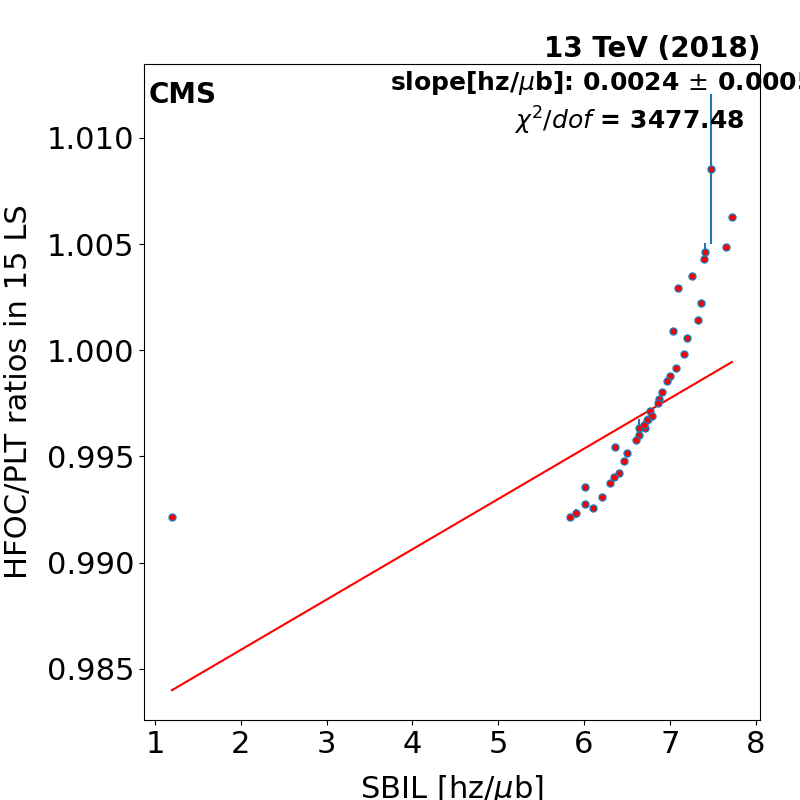 13 TeV (2018)
CMS
slope[hz/μb]: 0.0024 ± 0.0005
χ²/dof = 3477.48
HFOC/PLT ratios in 15 LS
1.010
1.005
1.000
0.995
0.990
0.985
1 2 3 4 5 6 7 8
SBIL [hz/μb]